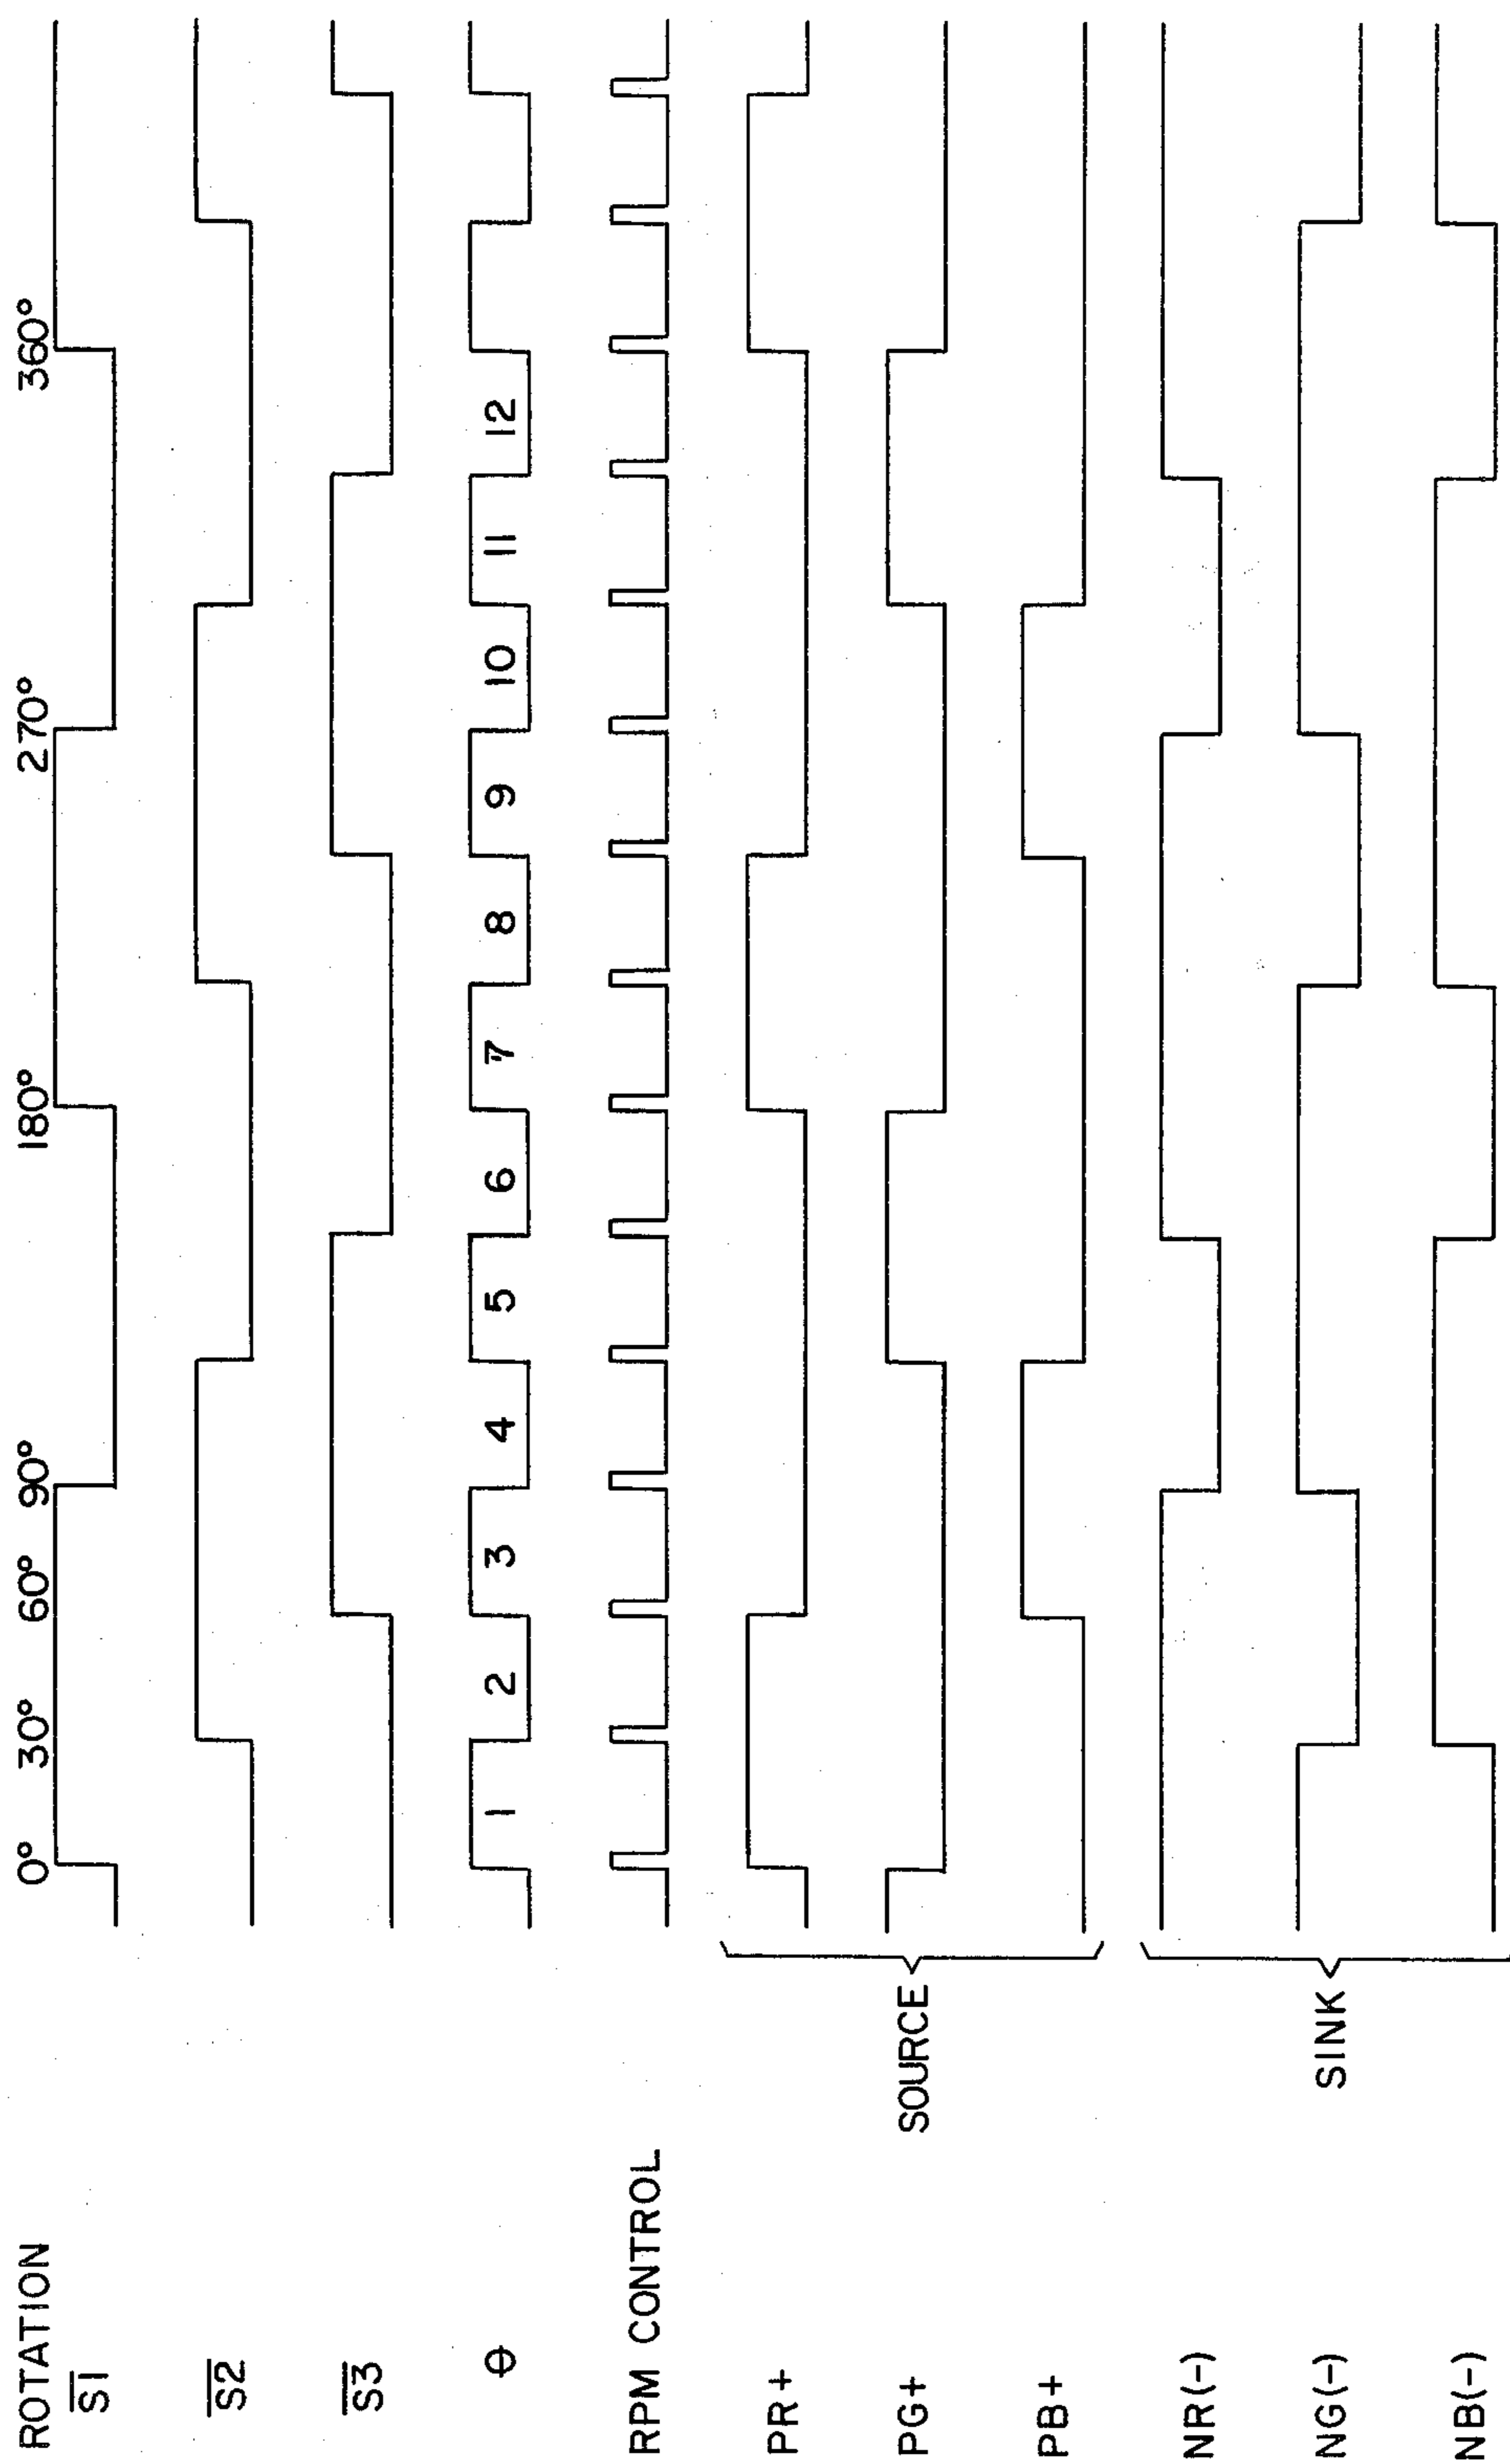 ROTATION 0° 30° 60° 90° 180° 270° 360°
S1
S2
S3
θ 1 2 3 4 5 6 7 8 9 10 11 12
RPM CONTROL
PR+
PG+
PB+
SOURCE
NR(-)
NG(-)
NB(-)
SINK